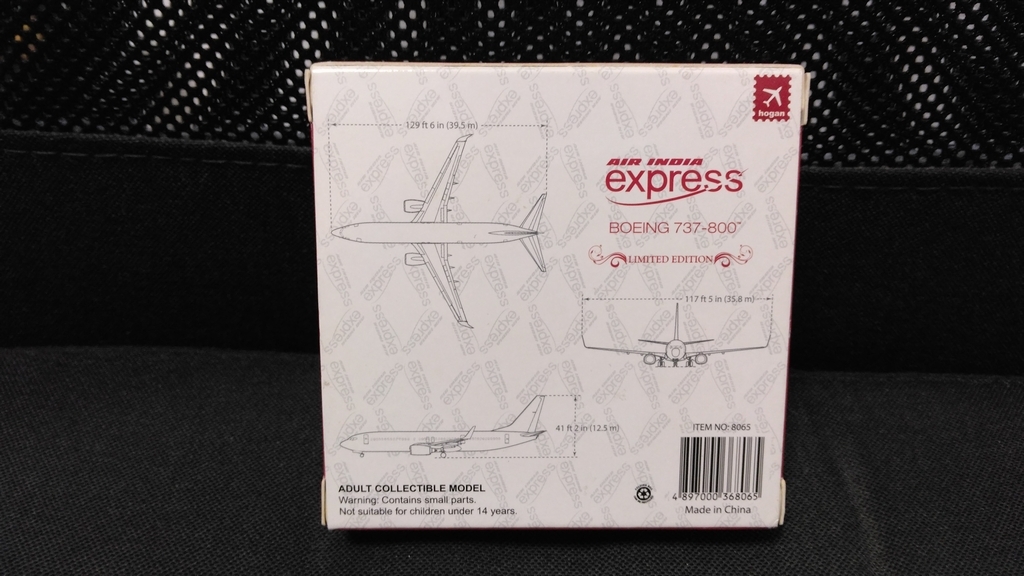 hogan
129 ft 6 in (39.5 m)
AIR INDIA
express
BOEING 737-800™
LIMITED EDITION
117 ft 5 in (35.8 m)
41 ft 2 in (12.5 m)
ITEM NO: 8065
4 897000 368065
Made in China
ADULT COLLECTIBLE MODEL
Warning: Contains small parts.
Not suitable for children under 14 years.